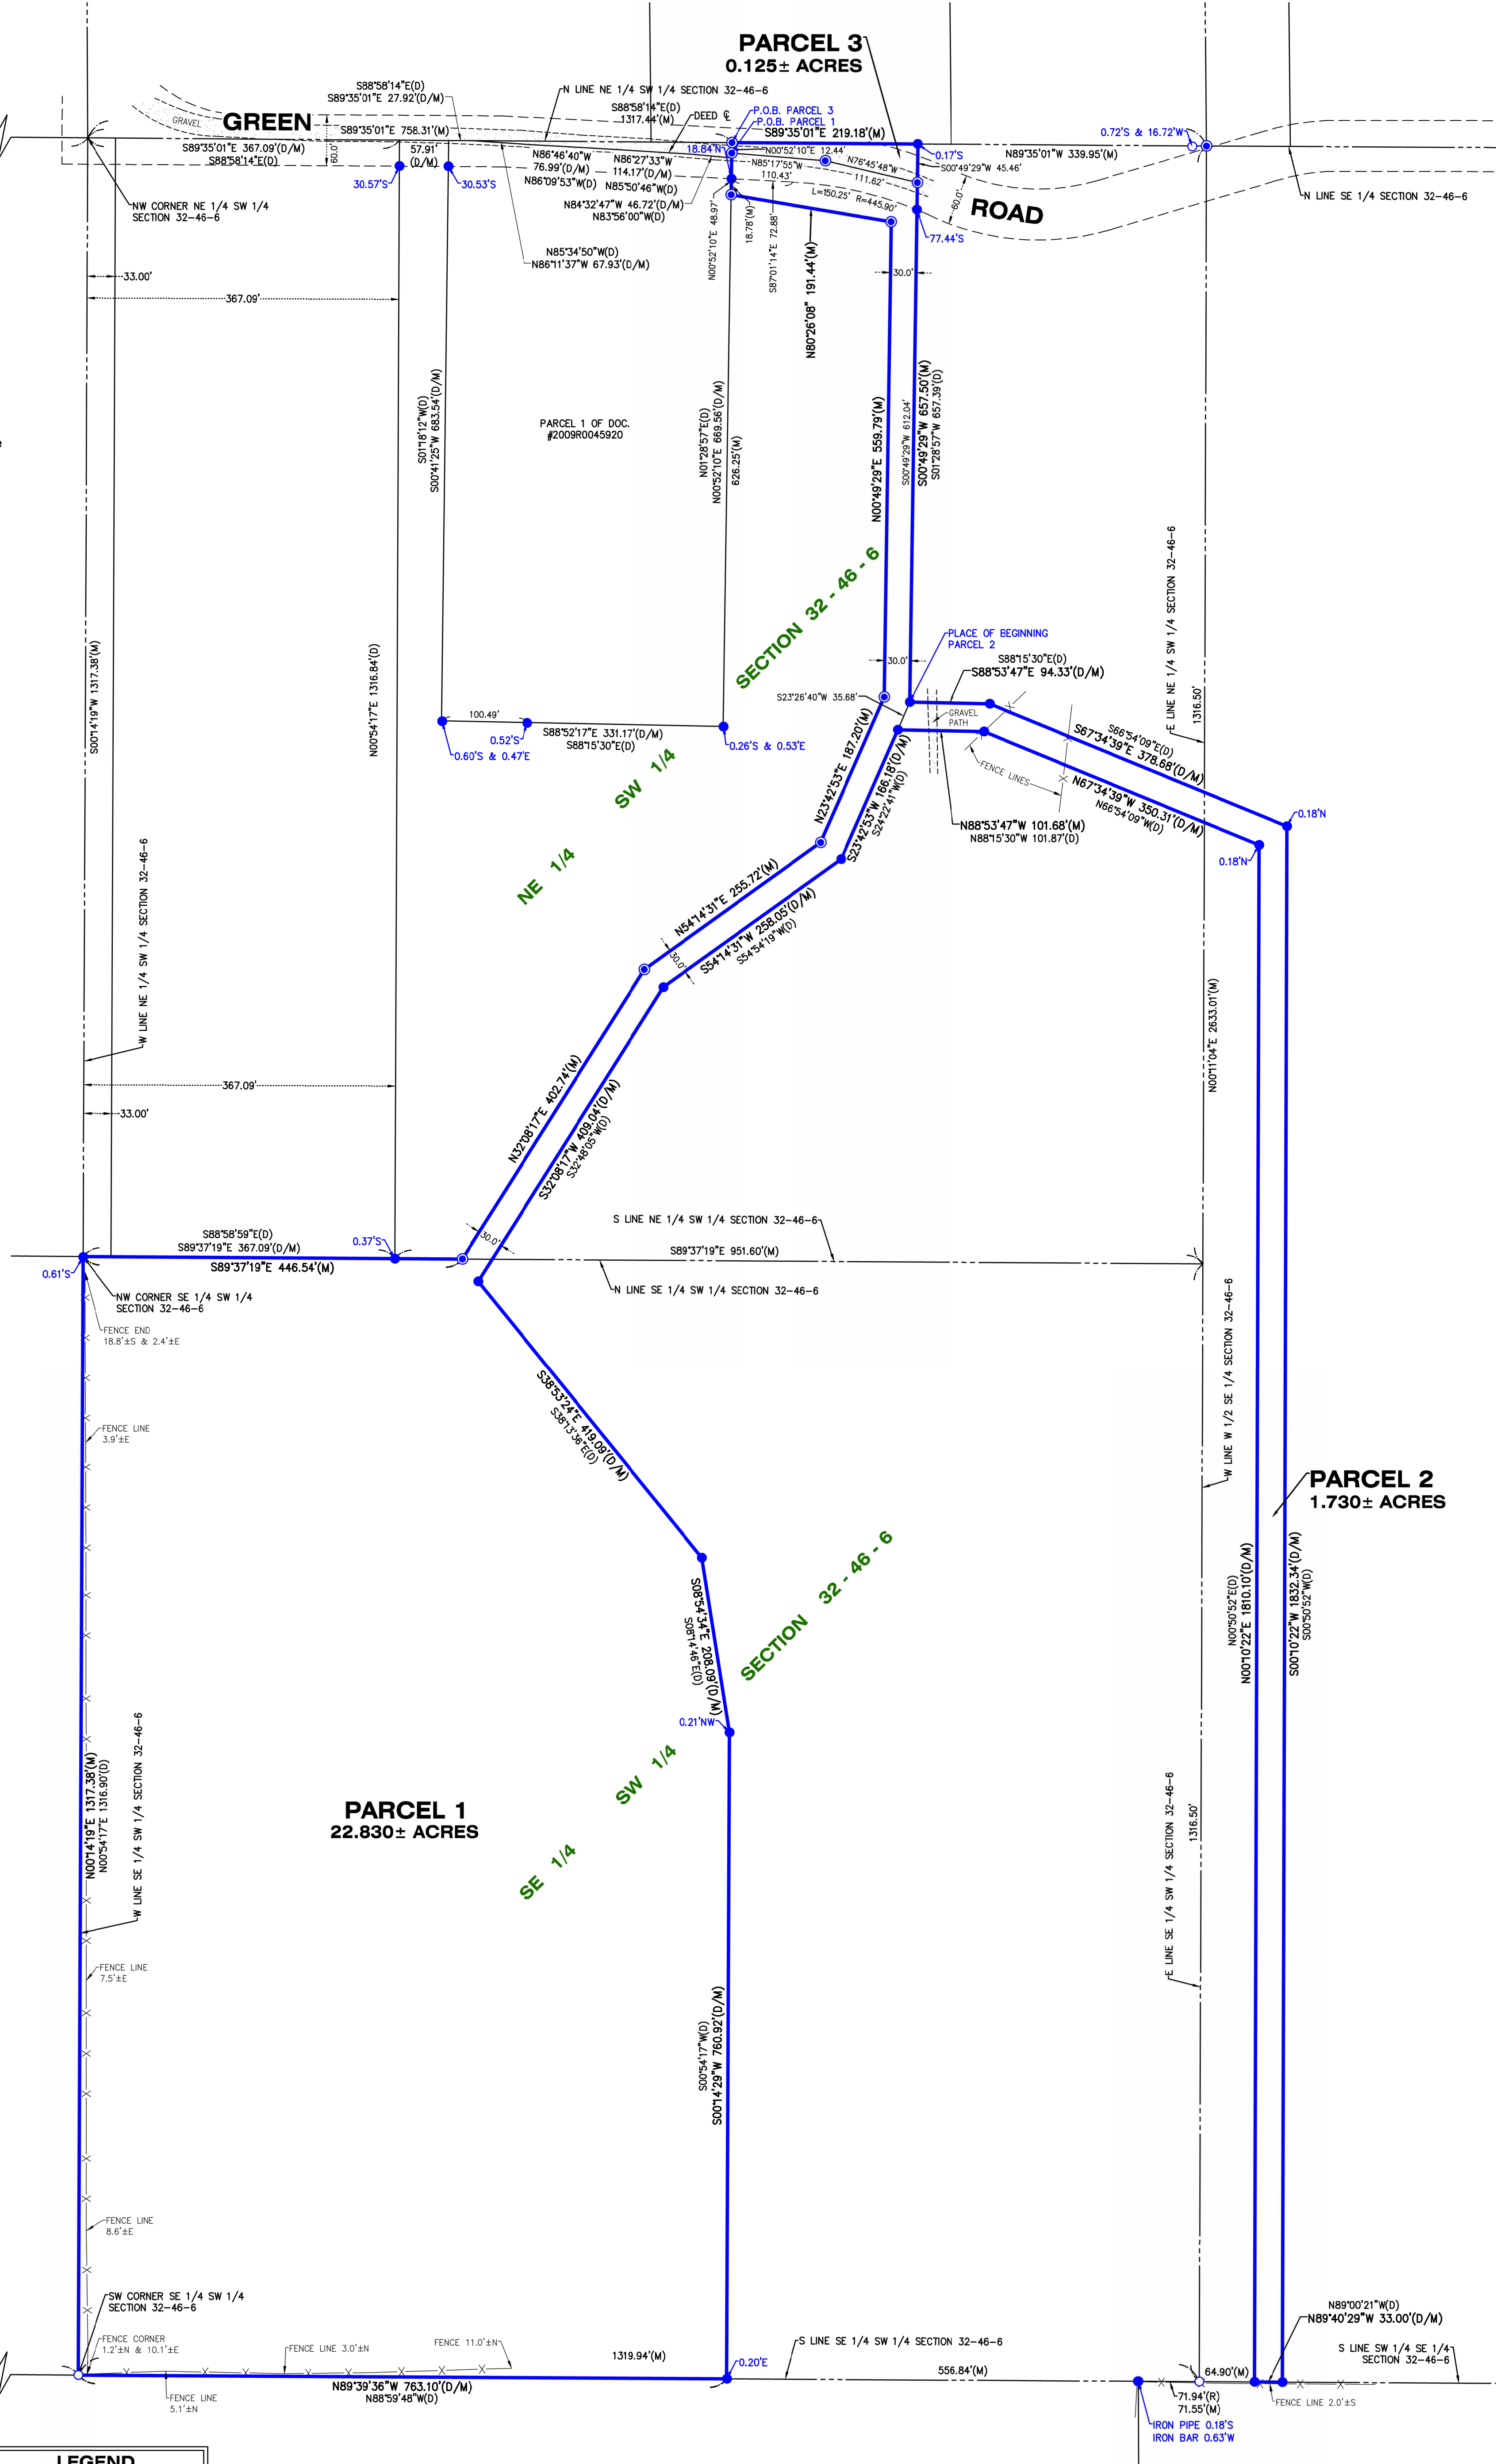 PARCEL 3
0.125± ACRES
S88°58'14"E(D)
S89°35'01"E 27.92'(D/M)
N LINE NE 1/4 SW 1/4 SECTION 32-46-6
S88°58'14"E(D)
1317.44'(M)
DEED ℄
P.O.B. PARCEL 3
P.O.B. PARCEL 1
GRAVEL
GREEN
S89°35'01"E 758.31'(M)
S89°35'01"E 219.18'(M)
0.72'S & 16.72'W
S89°35'01"E 367.09'(D/M)
S88°58'14"E(D)
60.0'
57.91'
(D/M)
N86°46'40"W
76.99'(D/M)
N86°09'53"W(D)
N86°27'33"W
114.17'(D/M)
N85°50'46"W(D)
18.84'N
N00°52'10"E 12.44'
N85°17'55"W
110.43'
N76°45'48"W
111.62'
0.17'S
S00°49'29"W 45.46'
N89°35'01"W 339.95'(M)
30.57'S
30.53'S
N84°32'47"W 46.72'(D/M)
N83°56'00"W(D)
L=150.25' R=445.90'
60.0'
ROAD
N LINE SE 1/4 SECTION 32-46-6
NW CORNER NE 1/4 SW 1/4
SECTION 32-46-6
N85°34'50"W(D)
N86°11'37"W 67.93'(D/M)
N00°52'10"E 48.97'
18.78'(M)
S87°01'14"E 72.88'
N80°26'08" 191.44'(M)
77.44'S
33.00'
367.09'
30.0'
S01°18'12"W(D)
S00°41'25"W 683.54'(D/M)
PARCEL 1 OF DOC.
#2009R0045920
N01°28'57"E(D)
N00°52'10"E 669.56'(D/M)
626.25'(M)
N00°49'29"E 559.79'(M)
S00°49'29"W 612.04'
S00°49'29"W 657.50'(M)
S01°28'57"W 657.39'(D)
E LINE NE 1/4 SW 1/4 SECTION 32-46-6
1316.50'
SECTION 32-46-6
S00°14'19"W 1317.38'(M)
N00°54'17"E 1316.84'(D)
PLACE OF BEGINNING
PARCEL 2
S88°15'30"E(D)
S88°53'47"E 94.33'(D/M)
30.0'
S23°26'40"W 35.68'
GRAVEL
PATH
100.49'
0.52'S
S88°52'17"E 331.17'(D/M)
S88°15'30"E(D)
0.60'S & 0.47'E
0.26'S & 0.53'E
S66°54'09"E(D)
S67°34'39"E 378.68'(D/M)
FENCE LINES
N67°34'39"W 350.31'(D/M)
N66°54'09"W(D)
N23°42'53"E 187.20'(M)
S23°42'53"W 166.18'(D/M)
S24°22'41"W(D)
N88°53'47"W 101.68'(M)
N88°15'30"W 101.87'(D)
0.18'N
0.18'N
SW 1/4
NE 1/4
W LINE NE 1/4 SW 1/4 SECTION 32-46-6
N54°14'31"E 255.72'(M)
30.0'
S54°14'31"W 258.05'(D/M)
S54°54'19"W(D)
N00°11'04"E 2633.01'(M)
367.09'
33.00'
N32°08'17"E 402.74'(M)
S32°08'17"W 409.04'(D/M)
S32°48'05"W(D)
30.0'
S88°58'59"E(D)
S89°37'19"E 367.09'(D/M)
0.37'S
S LINE NE 1/4 SW 1/4 SECTION 32-46-6
S89°37'19"E 951.60'(M)
0.61'S
S89°37'19"E 446.54'(M)
N LINE SE 1/4 SW 1/4 SECTION 32-46-6
NW CORNER SE 1/4 SW 1/4
SECTION 32-46-6
FENCE END
18.8'±S & 2.4'±E
W LINE W 1/2 SE 1/4 SECTION 32-46-6
FENCE LINE
3.9'±E
S38°53'24"E 419.09'(D/M)
S38°13'36"E(D)
PARCEL 2
1.730± ACRES
SECTION 32-46-6
S08°54'34"E 208.09'(D/M)
S08°14'46"E(D)
0.21'NW
N00°50'52"E(D)
N00°10'22"E 1810.10'(D/M)
S00°10'22"W 1832.34'(D/M)
S00°50'52"W(D)
SW 1/4
SE 1/4
PARCEL 1
22.830± ACRES
N00°14'19"E 1317.38'(M)
N00°54'17"E 1316.90'(D)
W LINE SE 1/4 SW 1/4 SECTION 32-46-6
E LINE SE 1/4 SW 1/4 SECTION 32-46-6
1316.50'
FENCE LINE
7.5'±E
S00°54'17"W(D)
S00°14'29"W 760.92'(D/M)
FENCE LINE
8.6'±E
SW CORNER SE 1/4 SW 1/4
SECTION 32-46-6
FENCE CORNER
1.2'±N & 10.1'±E
FENCE LINE 3.0'±N
FENCE 11.0'±N
1319.94'(M)
S LINE SE 1/4 SW 1/4 SECTION 32-46-6
N89°00'21"W(D)
N89°40'29"W 33.00'(D/M)
S LINE SW 1/4 SE 1/4
SECTION 32-46-6
0.20'E
556.84'(M)
64.90'(M)
N89°39'36"W 763.10'(D/M)
N88°59'48"W(D)
FENCE LINE
5.1'±N
71.94'(R)
71.55'(M)
FENCE LINE 2.0'±S
IRON PIPE 0.18'S
IRON BAR 0.63'W
LEGEND